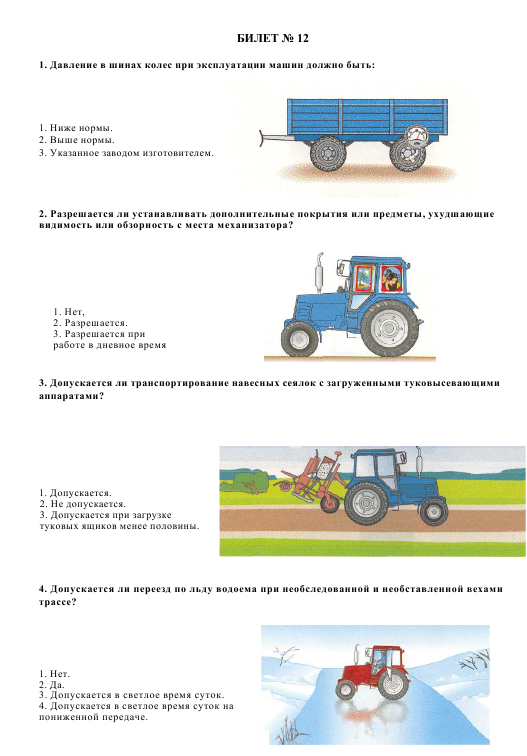 БИЛЕТ № 12
1. Давление в шинах колес при эксплуатации машин должно быть:
1. Ниже нормы.
2. Выше нормы.
3. Указанное заводом изготовителем.
2. Разрешается ли устанавливать дополнительные покрытия или предметы, ухудшающие
видимость или обзорность с места механизатора?
1. Нет,
2. Разрешается.
3. Разрешается при
работе в дневное время
3. Допускается ли транспортирование навесных сеялок с загруженными туковысевающими
аппаратами?
1. Допускается.
2. Не допускается.
3. Допускается при загрузке
туковых ящиков менее половины.
4. Допускается ли переезд по льду водоема при необследованной и необставленной вехами
трассе?
1. Нет.
2. Да.
3. Допускается в светлое время суток.
4. Допускается в светлое время суток на
пониженной передаче.